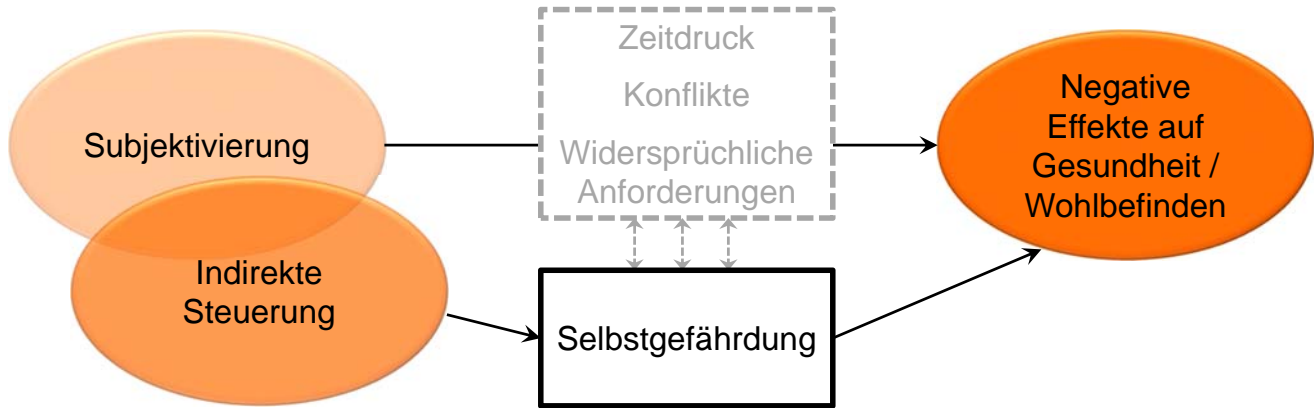 Subjektivierung
Indirekte
Steuerung
Zeitdruck
Konflikte
Widersprüchliche
Anforderungen
Selbstgefährdung
Negative
Effekte auf
Gesundheit /
Wohlbefinden